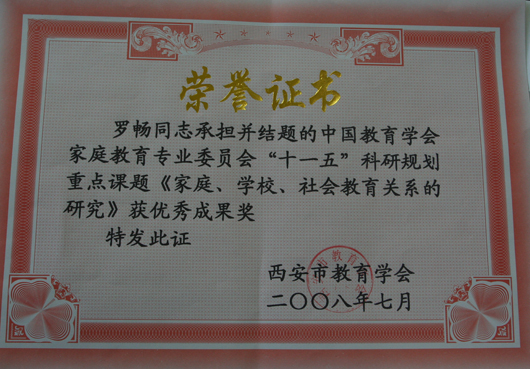 荣誉证书
罗畅同志承担并结题的中国教育学会
家庭教育专业委员会“十一五”科研规划
重点课题《家庭、学校、社会教育关系的
研究》获优秀成果奖
特发此证
西安市教育学会
二〇〇八年七月